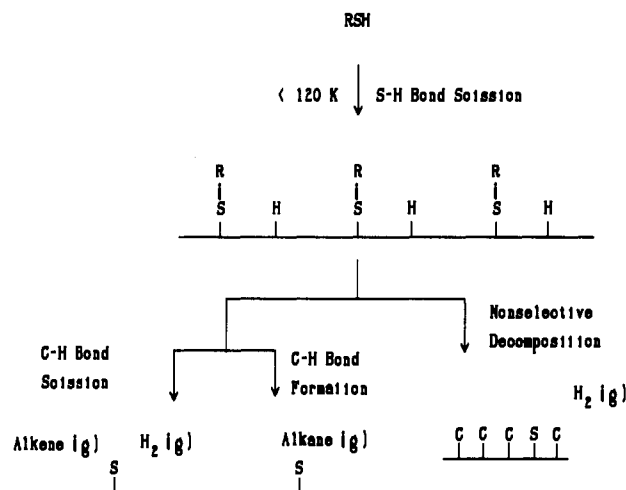 RSH
< 120 K S-H Bond Scission
R R R
S H S H S H
Nonselective
Decomposition
C-H Bond
Scission
C-H Bond
Formation
H2 (g)
Alkene (g) H2 (g) Alkane (g) C C C S C
S S